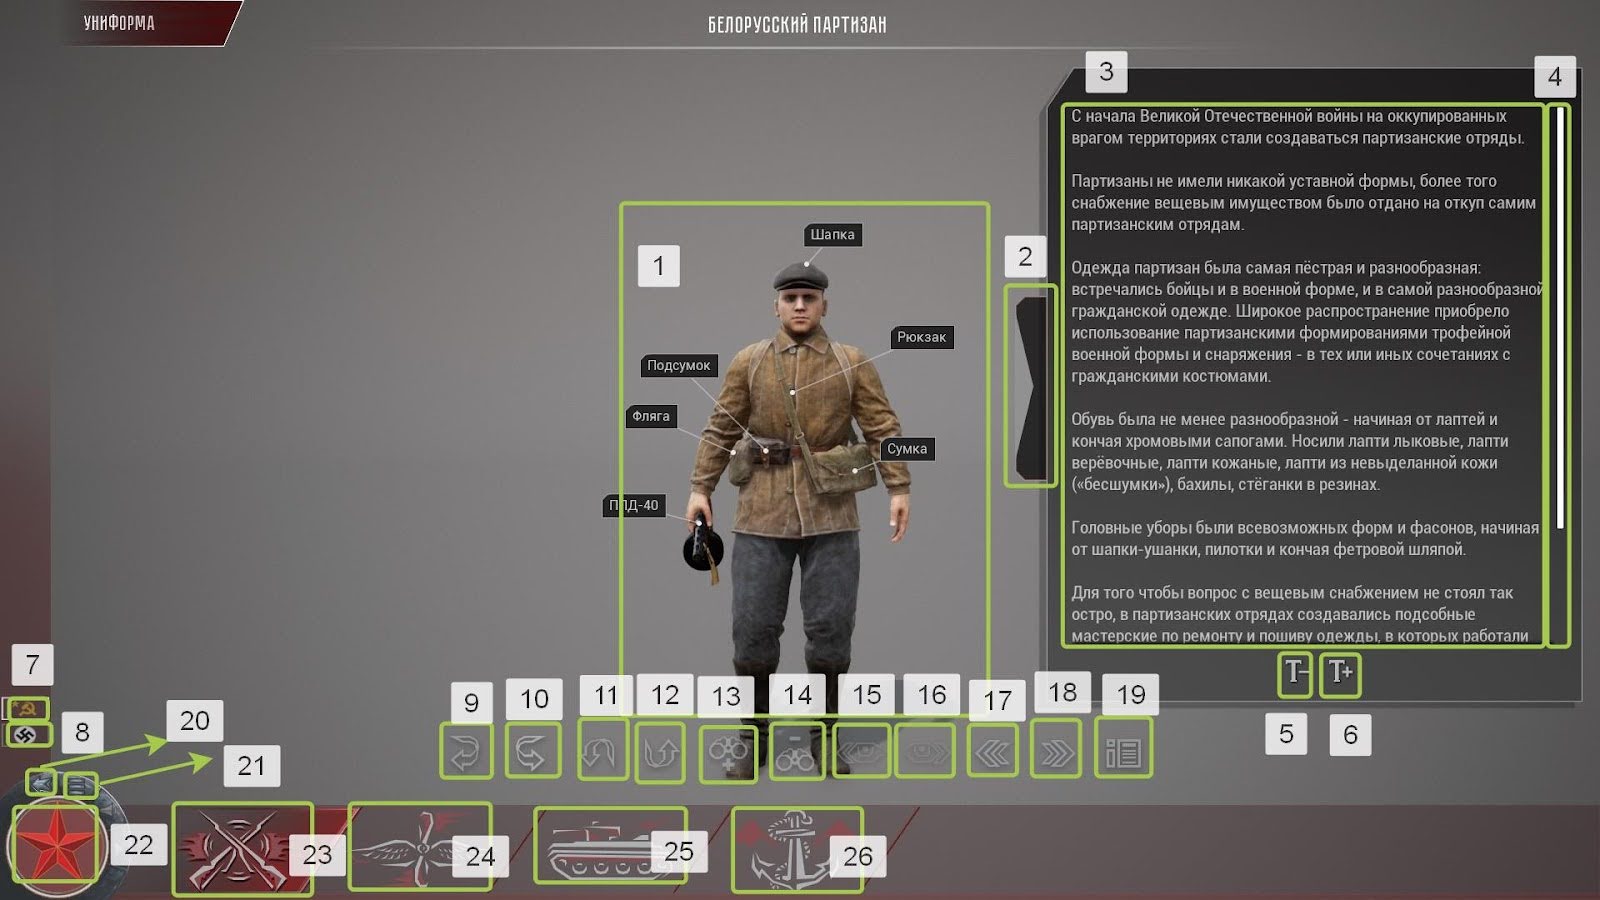 УНИФОРМА
БЕЛОРУССКИЙ ПАРТИЗАН
3
4
С начала Великой Отечественной войны на оккупированных
врагом территориях стали создаваться партизанские отряды.
Партизаны не имели никакой уставной формы, более того
снабжение вещевым имуществом было отдано на откуп самим
партизанским отрядам.
Одежда партизан была самая пёстрая и разнообразная:
встречались бойцы и в военной форме, и в самой разнообразной
гражданской одежде. Широкое распространение приобрело
использование партизанскими формированиями трофейной
военной формы и снаряжения - в тех или иных сочетаниях с
гражданскими костюмами.
Обувь была не менее разнообразной - начиная от лаптей и
кончая хромовыми сапогами. Носили лапти лыковые, лапти
верёвочные, лапти кожаные, лапти из невыделанной кожи
(«бесшумки»), бахилы, стёганки в резинах.
Головные уборы были всевозможных форм и фасонов, начиная
от шапки-ушанки, пилотки и кончая фетровой шляпой.
Для того чтобы вопрос с вещевым снабжением не стоял так
остро, в партизанских отрядах создавались подсобные
мастерские по ремонту и пошиву одежды, в которых работали
T- T+
5 6
1
2
Шапка
Рюкзак
Подсумок
Фляга
Сумка
ППД-40
7
8
20
21
9 10 11 12 13 14 15 16 17 18 19
22 23 24 25 26